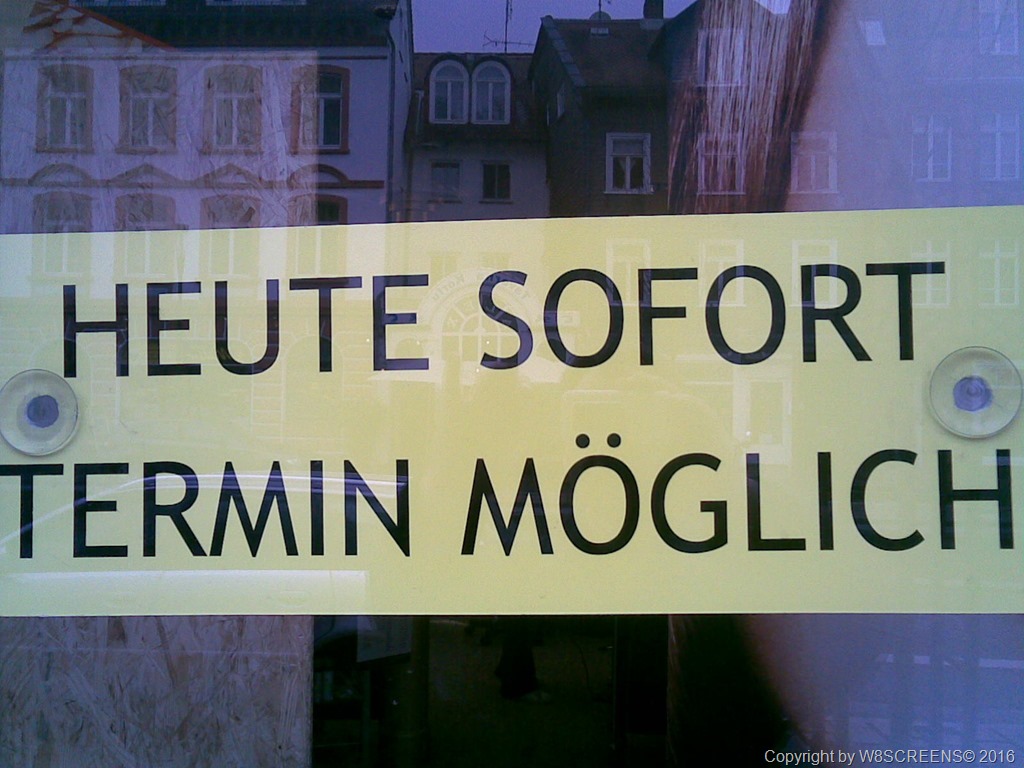 HEUTE SOFORT
TERMIN MÖGLICH
Copyright by W8SCREENS© 2016